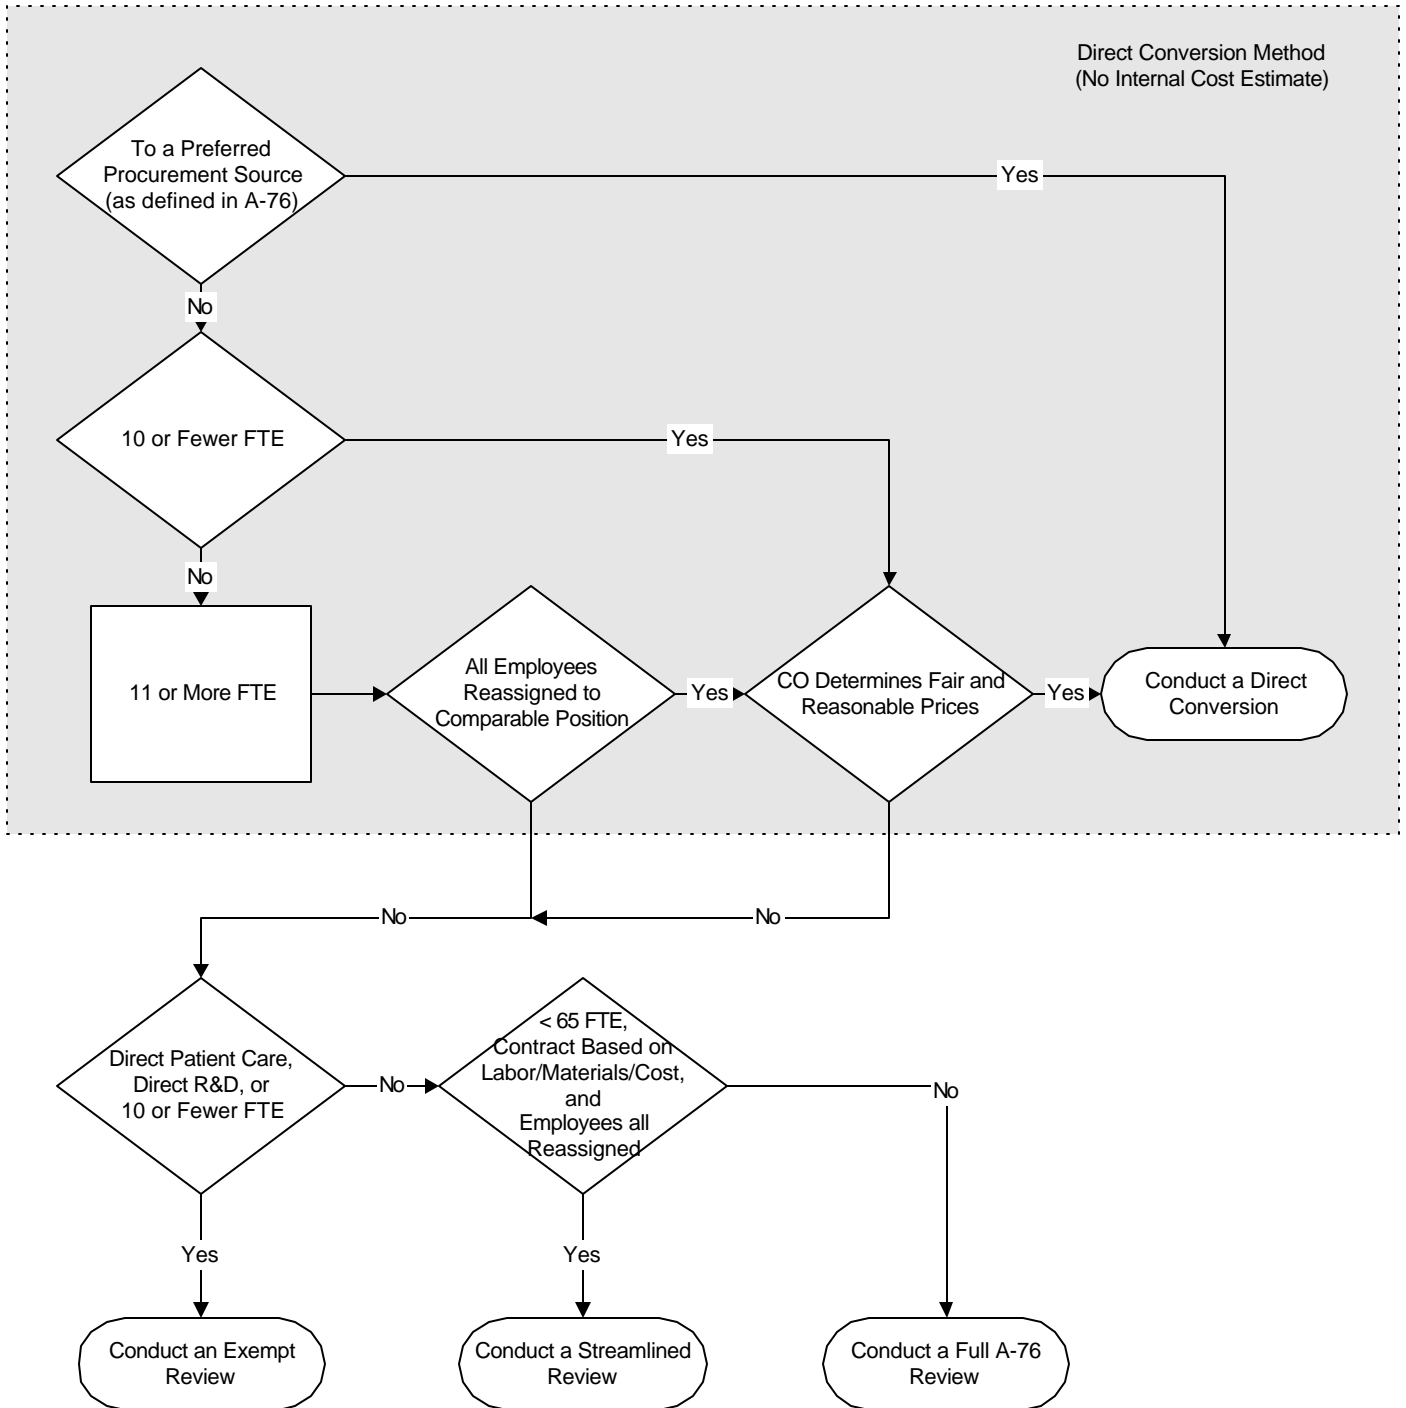 Direct Conversion Method
(No Internal Cost Estimate)
To a Preferred
Procurement Source
(as defined in A-76)
Yes
No
10 or Fewer FTE
Yes
No
11 or More FTE
All Employees
Reassigned to
Comparable Position
Yes
CO Determines Fair and
Reasonable Prices
Yes
Conduct a Direct
Conversion
No
No
Direct Patient Care,
Direct R&D, or
10 or Fewer FTE
No
< 65 FTE,
Contract Based on
Labor/Materials/Cost,
and
Employees all
Reassigned
No
Yes
Yes
Conduct an Exempt
Review
Conduct a Streamlined
Review
Conduct a Full A-76
Review